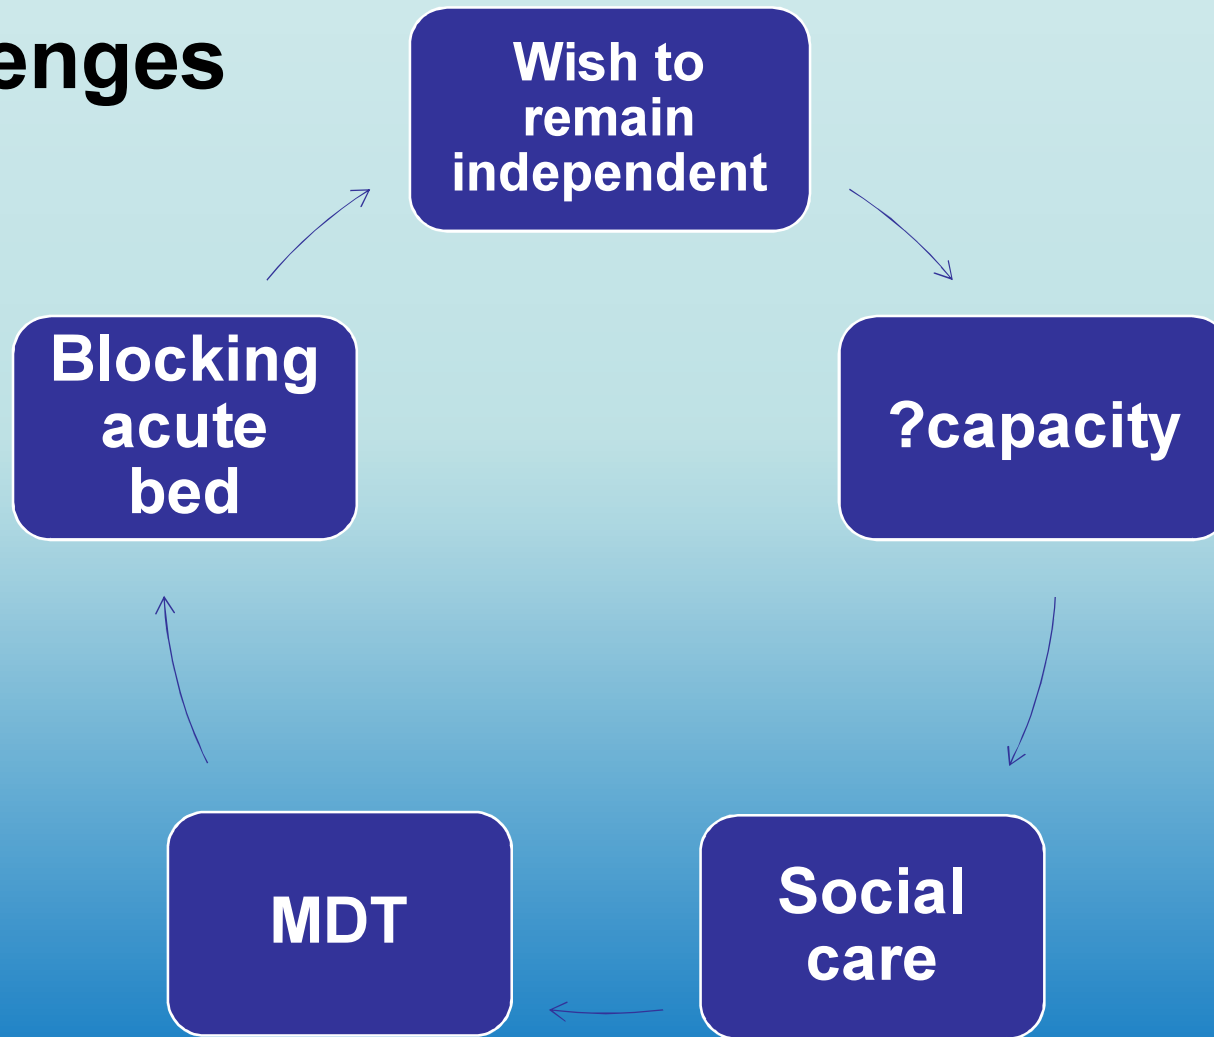 enges
Wish to
remain
independent
?capacity
Social
care
MDT
Blocking
acute
bed